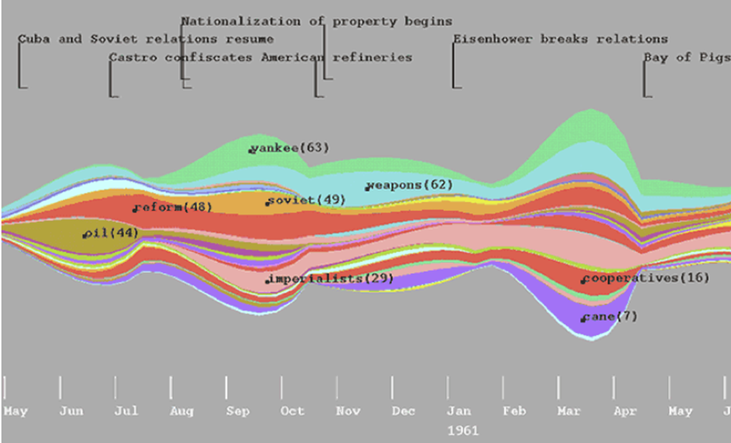 Nationalization of property begins
Cuba and Soviet relations resume
Eisenhower breaks relations
Castro confiscates American refineries
Bay of Pigs
yankee(63)
weapons(62)
soviet(49)
reform(48)
oil(44)
imperialists(29)
cooperatives(16)
cane(7)
May Jun Jul Aug Sep Oct Nov Dec Jan Feb Mar Apr May J
1961